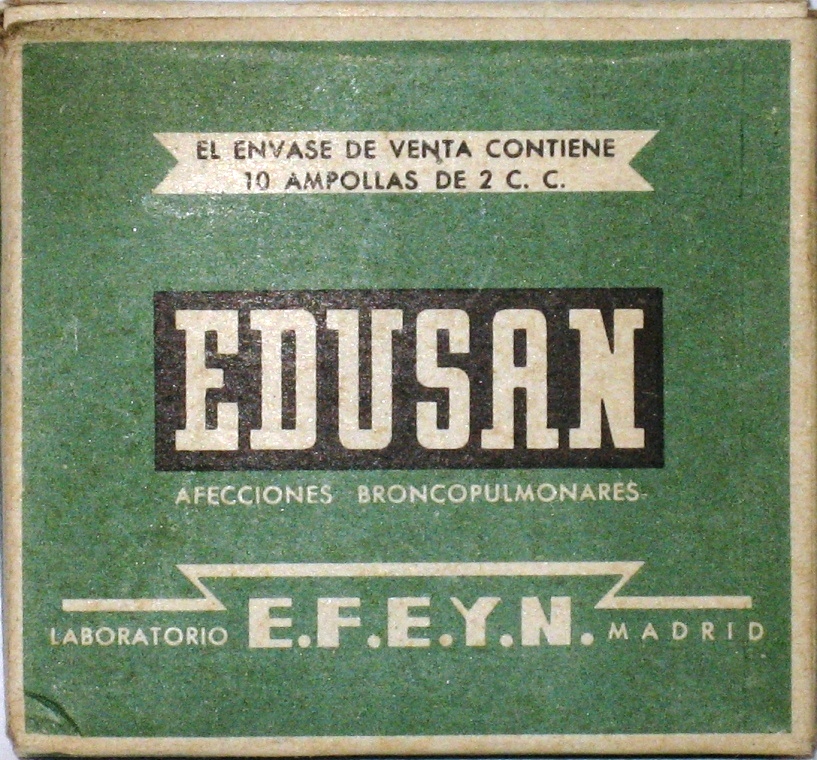 EL ENVASE DE VENTA CONTIENE
10 AMPOLLAS DE 2 C. C.
EDUSAN
AFECCIONES BRONCOPULMONARES
LABORATORIO E.F.E.Y.N. MADRID